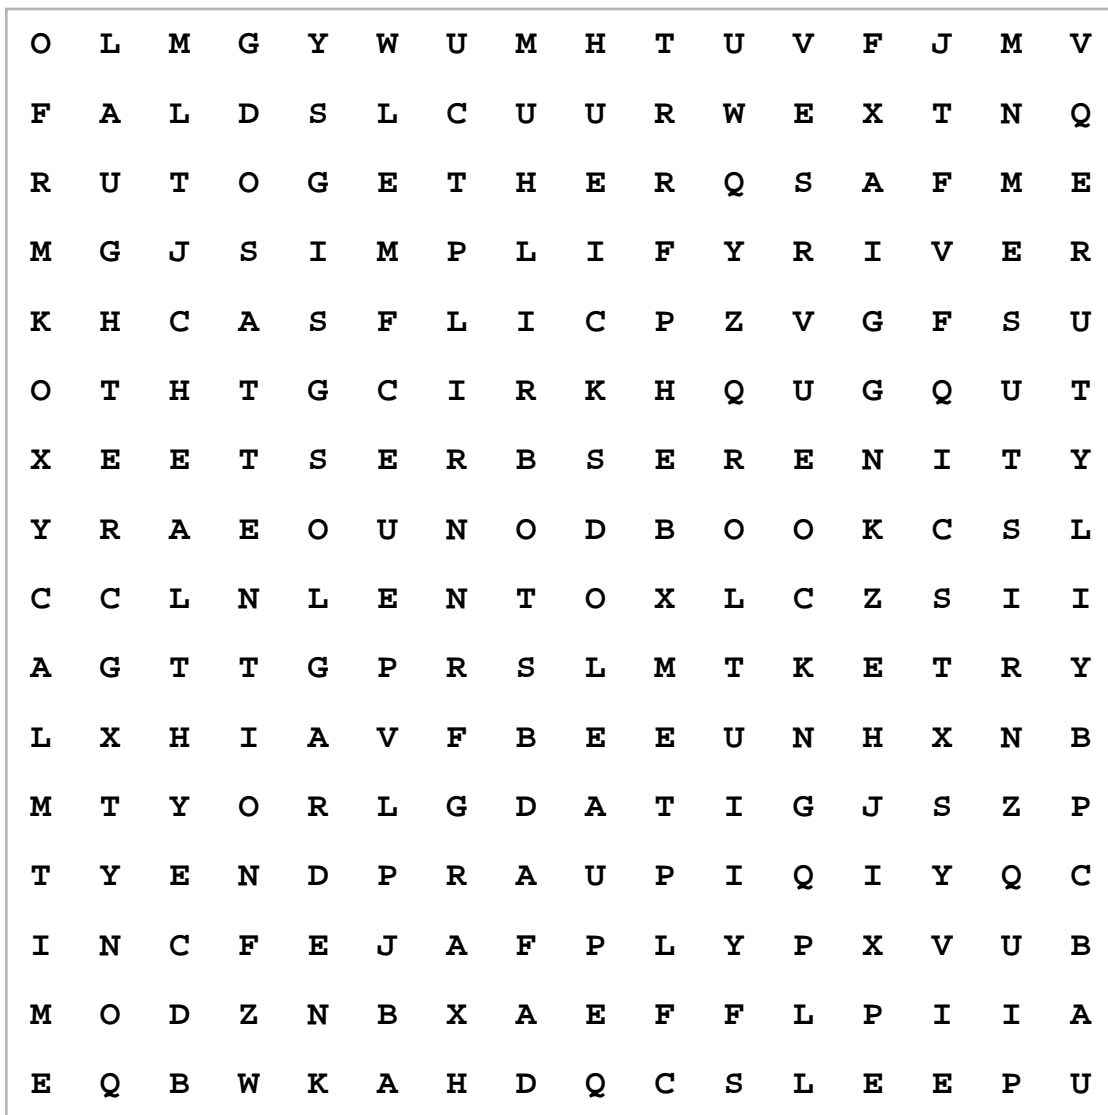 O L M G Y W U M H T U V F J M V
F A L D S L C U U R W E X T N Q
R U T O G E T H E R Q S A F M E
M G J S I M P L I F Y R I V E R
K H C A S F L I C P Z V G F S U
O T H T G C I R K H Q U G Q U T
X E E T S E R B S E R E N I T Y
Y R A E O U N O D B O O K C S L
C C L N L E N T O X L C Z S I I
A G T T G P R S L M T K E T R Y
L X H I A V F B E E U N H X N B
M T Y O R L G D A T I G J S Z P
T Y E N D P R A U P I Q I Y Q C
I N C F E J A F P L Y P X V U B
M O D Z N B X A E F F L P I I A
E Q B W K A H D Q C S L E E P U